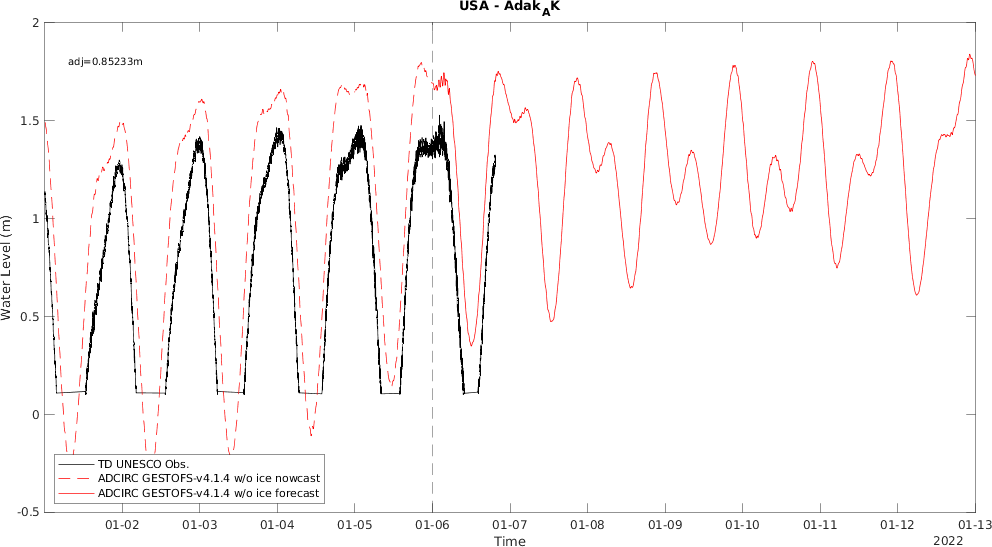 USA - Adak_AK
2
adj=0.85233m
1.5
1
0.5
0
-0.5
Water Level (m)
TD UNESCO Obs.
ADCIRC GESTOFS-v4.1.4 w/o ice nowcast
ADCIRC GESTOFS-v4.1.4 w/o ice forecast
01-02 01-03 01-04 01-05 01-06 01-07 01-08 01-09 01-10 01-11 01-12 01-13
Time
2022